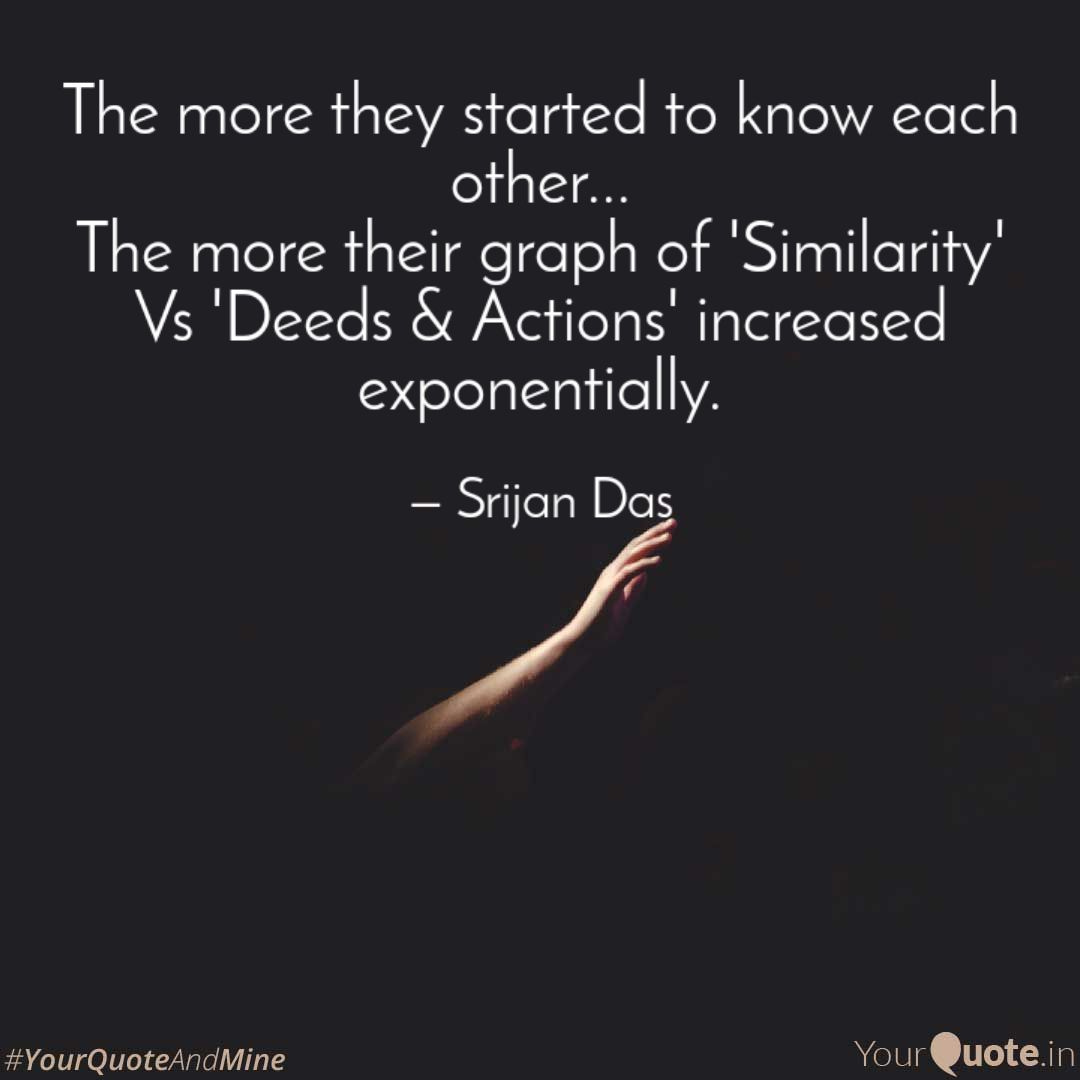 The more they started to know each
other...
The more their graph of 'Similarity'
Vs 'Deeds & Actions' increased
exponentially.
– Srijan Das
#YourQuoteAndMine
YourQuote.in